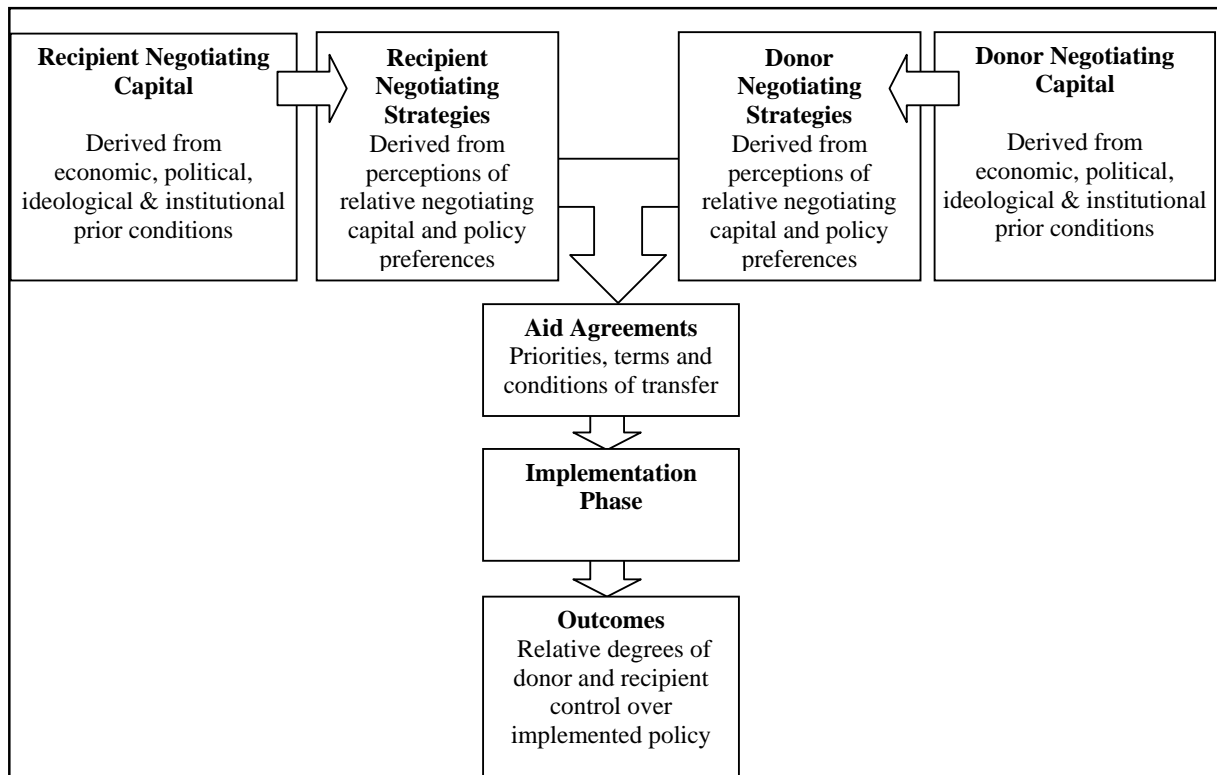 Recipient Negotiating
Capital
Derived from
economic, political,
ideological & institutional
prior conditions
Recipient
Negotiating
Strategies
Derived from
perceptions of
relative negotiating
capital and policy
preferences
Donor
Negotiating
Strategies
Derived from
perceptions of
relative negotiating
capital and policy
preferences
Donor Negotiating
Capital
Derived from
economic, political,
ideological & institutional
prior conditions
Aid Agreements
Priorities, terms and
conditions of transfer
Implementation
Phase
Outcomes
Relative degrees of
donor and recipient
control over
implemented policy